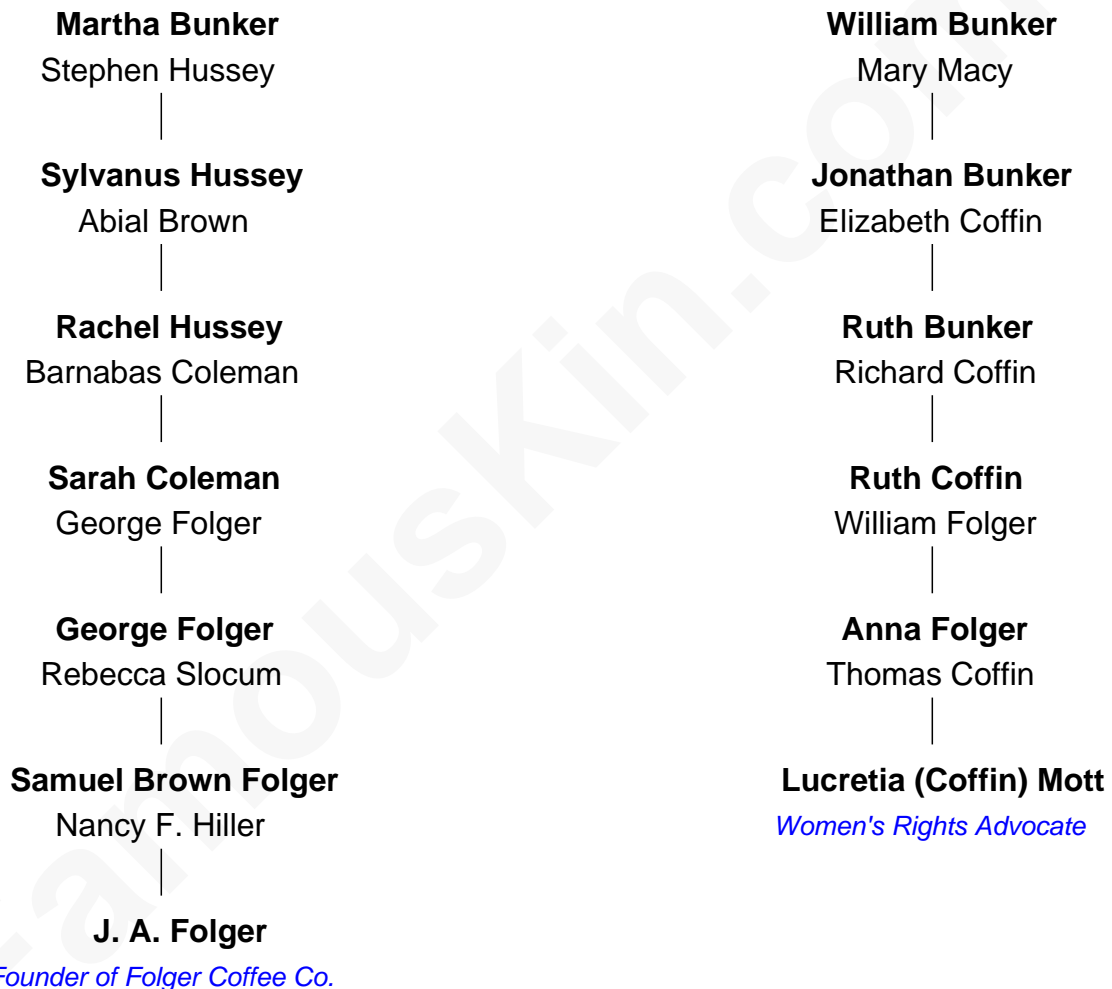 Martha Bunker
Stephen Hussey
Sylvanus Hussey
Abial Brown
Rachel Hussey
Barnabas Coleman
Sarah Coleman
George Folger
George Folger
Rebecca Slocum
Samuel Brown Folger
Nancy F. Hiller
J. A. Folger
Founder of Folger Coffee Co.
William Bunker
Mary Macy
Jonathan Bunker
Elizabeth Coffin
Ruth Bunker
Richard Coffin
Ruth Coffin
William Folger
Anna Folger
Thomas Coffin
Lucretia (Coffin) Mott
Women's Rights Advocate
FamousKin.com